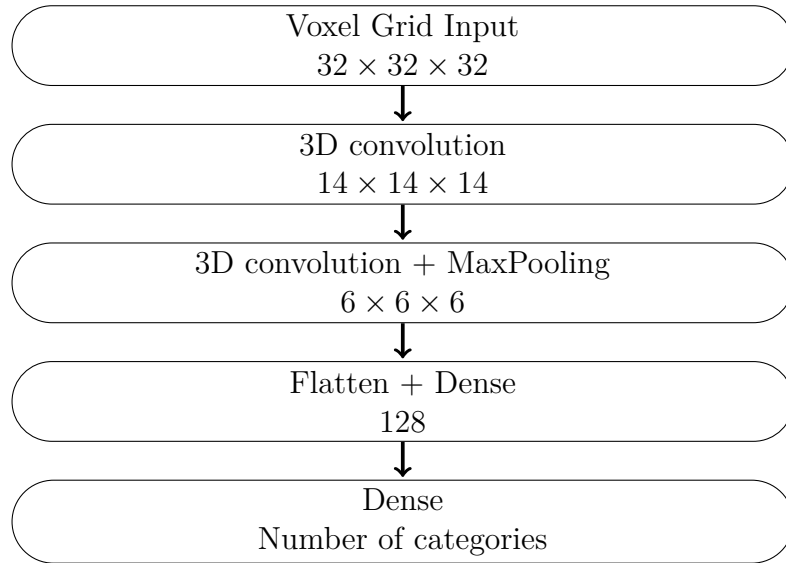 Voxel Grid Input
32 × 32 × 32
3D convolution
14 × 14 × 14
3D convolution + MaxPooling
6 × 6 × 6
Flatten + Dense
128
Dense
Number of categories